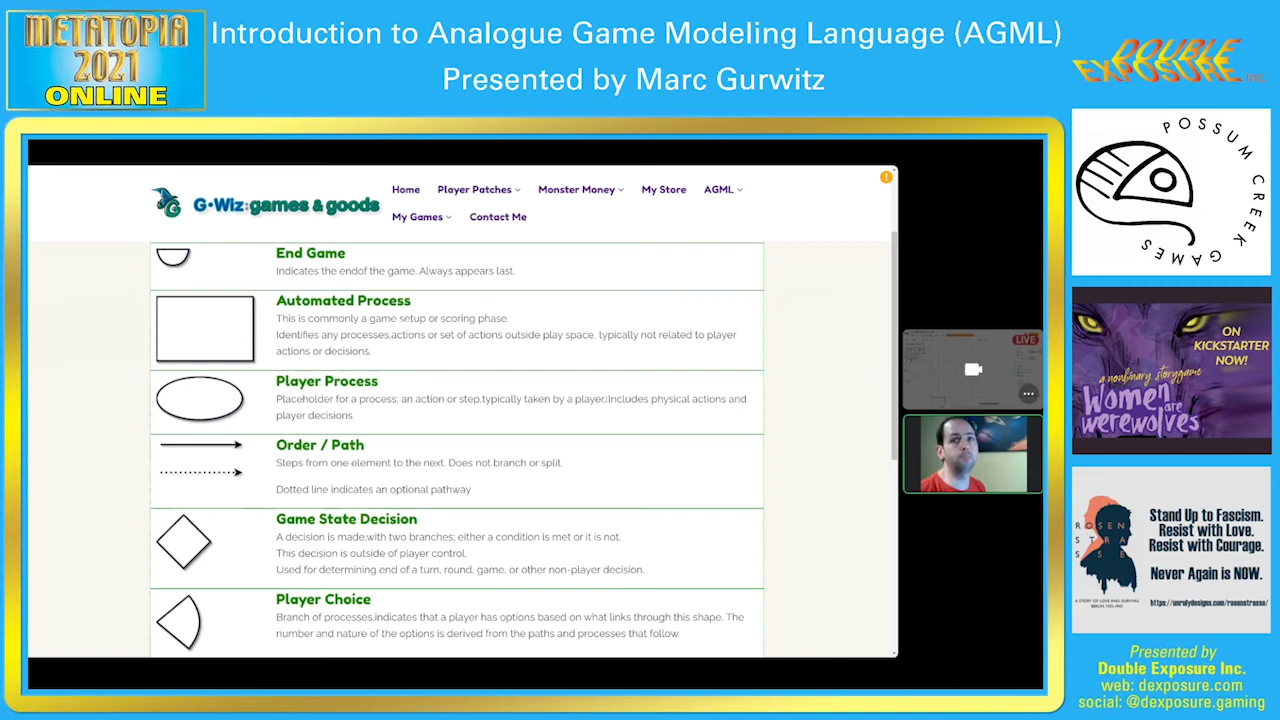 METATOPIA
2021
ONLINE
Introduction to Analogue Game Modeling Language (AGML)
Presented by Marc Gurwitz
DOUBLE
EXPOSURE INC.
G•Wiz:games & goods
Home
Player Patches
Monster Money
My Store
AGML
My Games
Contact Me
End Game
Indicates the endof the game. Always appears last.
Automated Process
This is commonly a game setup or scoring phase.
Identifies any processes,actions or set of actions outside play space, typically not related to player
actions or decisions.
Player Process
Placeholder for a process; an action or step,typically taken by a player.Includes physical actions and
player decisions.
Order / Path
Steps from one element to the next. Does not branch or split.
Dotted line indicates an optional pathway
Game State Decision
A decision is made,with two branches; either a condition is met or it is not.
This decision is outside of player control.
Used for determining end of a turn, round, game, or other non-player decision.
Player Choice
Branch of processes,indicates that a player has options based on what links through this shape. The
number and nature of the options is derived from the paths and processes that follow.
LIVE
POSSUM CREEK GAMES
ON
KICKSTARTER
NOW!
a nonbinary storygame
Women
are
werewolves
ROSEN
STRA
SSE
A STORY OF LOVE AND SURVIVAL
Stand Up to Fascism.
Resist with Love.
Resist with Courage.
Never Again is NOW.
https://unrulydesigns.com/rosenstrasse/
Presented by
Double Exposure Inc.
web: dexposure.com
social: @dexposure.gaming